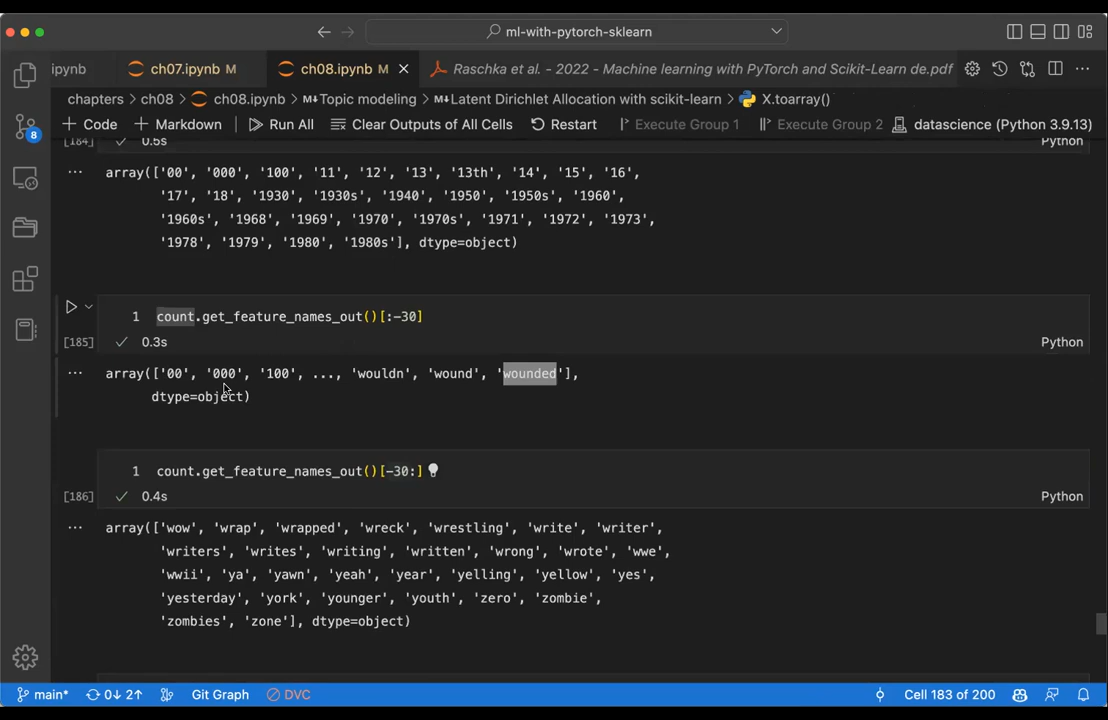 ml-with-pytorch-sklearn
ipynb ch07.ipynb M ch08.ipynb M Raschka et al. - 2022 - Machine learning with PyTorch and Scikit-Learn de.pdf
chapters > ch08 > ch08.ipynb > M↓Topic modeling > M↓Latent Dirichlet Allocation with scikit-learn > X.toarray()
+ Code + Markdown Run All Clear Outputs of All Cells Restart Execute Group 1 Execute Group 2 datascience (Python 3.9.13)
[184] 0.5s Python
... array(['00', '000', '100', '11', '12', '13', '13th', '14', '15', '16',
'17', '18', '1930', '1930s', '1940', '1950', '1950s', '1960',
'1960s', '1968', '1969', '1970', '1970s', '1971', '1972', '1973',
'1978', '1979', '1980', '1980s'], dtype=object)
1 count.get_feature_names_out()[:-30]
[185] 0.3s Python
... array(['00', '000', '100', ..., 'wouldn', 'wound', 'wounded'],
dtype=object)
1 count.get_feature_names_out()[-30:]
[186] 0.4s Python
... array(['wow', 'wrap', 'wrapped', 'wreck', 'wrestling', 'write', 'writer',
'writers', 'writes', 'writing', 'written', 'wrong', 'wrote', 'wwe',
'wwii', 'ya', 'yawn', 'yeah', 'year', 'yelling', 'yellow', 'yes',
'yesterday', 'york', 'younger', 'youth', 'zero', 'zombie',
'zombies', 'zone'], dtype=object)
8
main* 0↓ 2↑ Git Graph DVC Cell 183 of 200